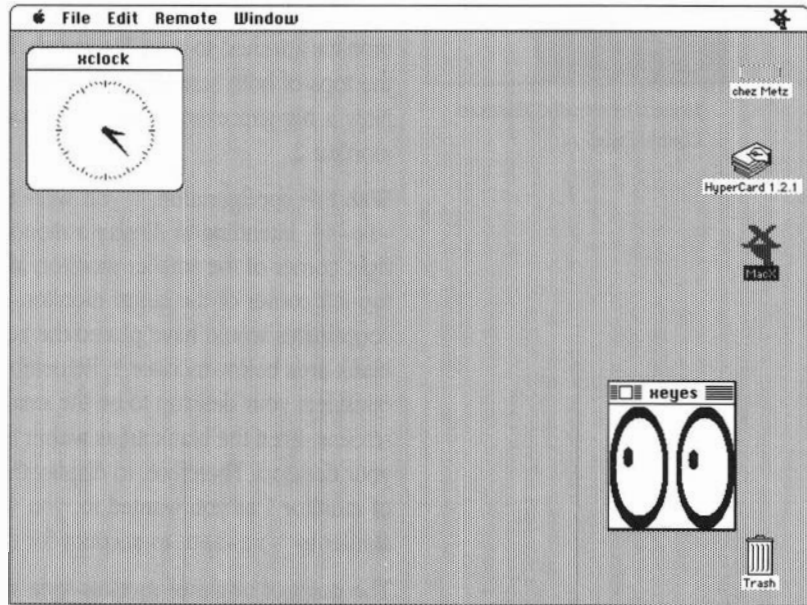 File Edit Remote Window
xclock
chez Metz
HyperCard 1.2.1
MacX
xeyes
Trash